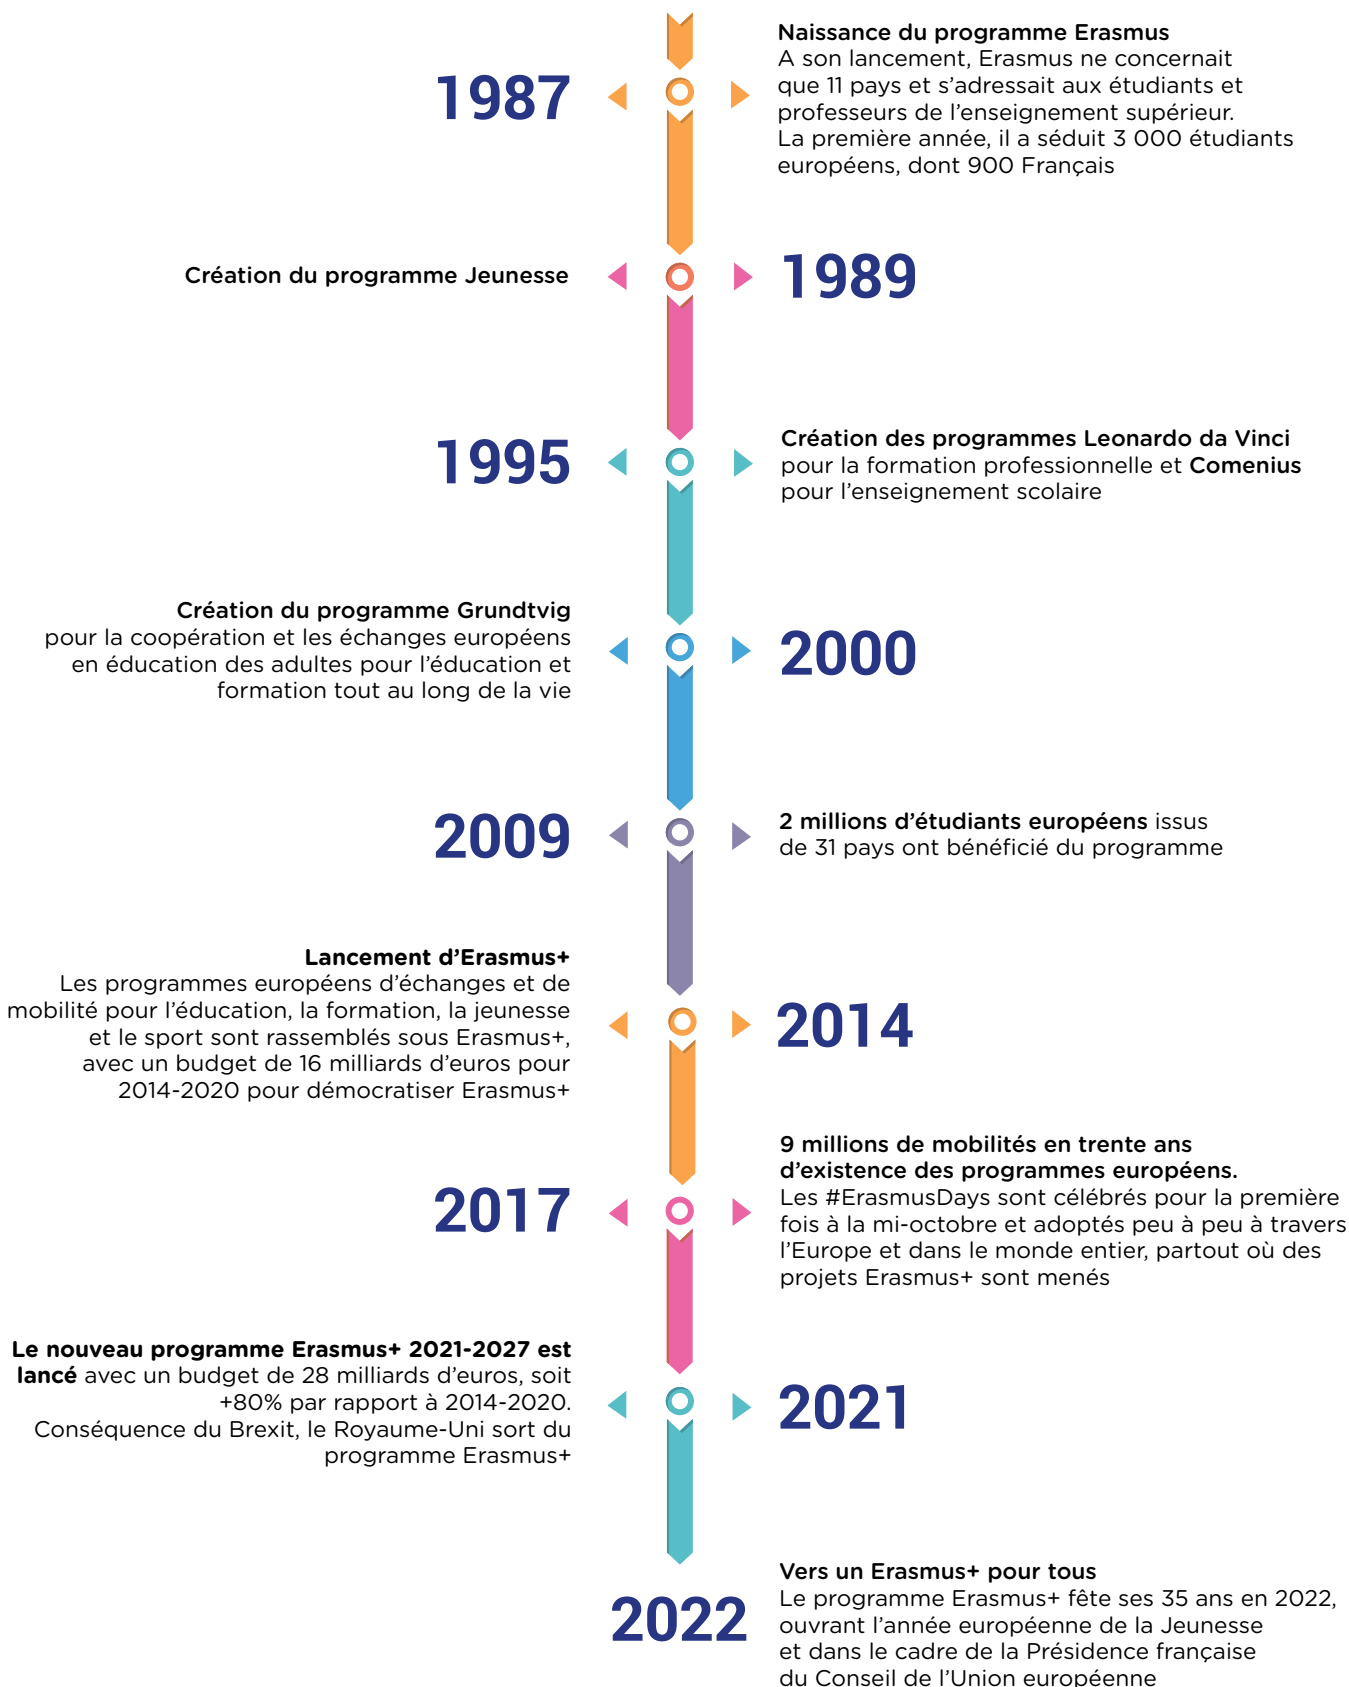 1987
Naissance du programme Erasmus
A son lancement, Erasmus ne concernait
que 11 pays et s’adressait aux étudiants et
professeurs de l’enseignement supérieur.
La première année, il a séduit 3 000 étudiants
européens, dont 900 Français
Création du programme Jeunesse
1989
1995
Création des programmes Leonardo da Vinci
pour la formation professionnelle et Comenius
pour l’enseignement scolaire
Création du programme Grundtvig
pour la coopération et les échanges européens
en éducation des adultes pour l’éducation et
formation tout au long de la vie
2000
2009
2 millions d’étudiants européens issus
de 31 pays ont bénéficié du programme
Lancement d’Erasmus+
Les programmes européens d’échanges et de
mobilité pour l’éducation, la formation, la jeunesse
et le sport sont rassemblés sous Erasmus+,
avec un budget de 16 milliards d’euros pour
2014-2020 pour démocratiser Erasmus+
2014
2017
9 millions de mobilités en trente ans
d’existence des programmes européens.
Les #ErasmusDays sont célébrés pour la première
fois à la mi-octobre et adoptés peu à peu à travers
l’Europe et dans le monde entier, partout où des
projets Erasmus+ sont menés
Le nouveau programme Erasmus+ 2021-2027 est
lancé avec un budget de 28 milliards d’euros, soit
+80% par rapport à 2014-2020.
Conséquence du Brexit, le Royaume-Uni sort du
programme Erasmus+
2021
2022
Vers un Erasmus+ pour tous
Le programme Erasmus+ fête ses 35 ans en 2022,
ouvrant l’année européenne de la Jeunesse
et dans le cadre de la Présidence française
du Conseil de l’Union européenne